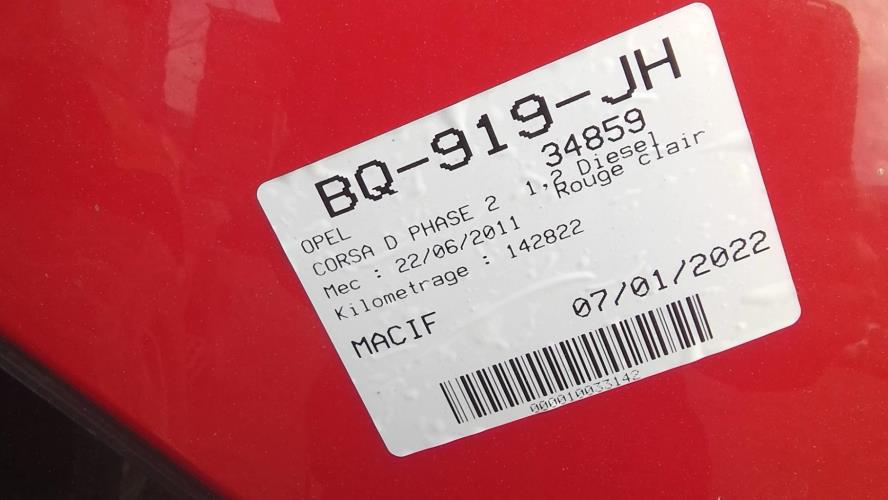 BQ-919-JH
34859
OPEL
CORSA D PHASE 2 1,2 Diesel
Mec : 22/06/2011 Rouge Clair
Kilometrage : 142822
MACIF 07/01/2022
000010033142